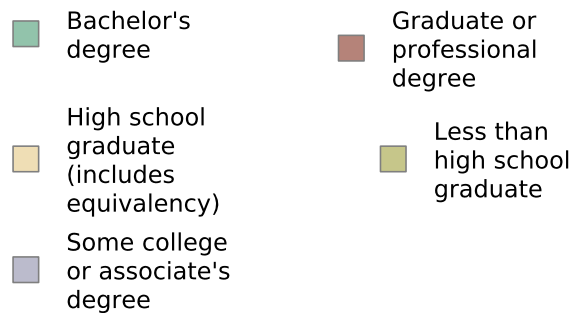 Bachelor's
degree
Graduate or
professional
degree
High school
graduate
(includes
equivalency)
Less than
high school
graduate
Some college
or associate's
degree